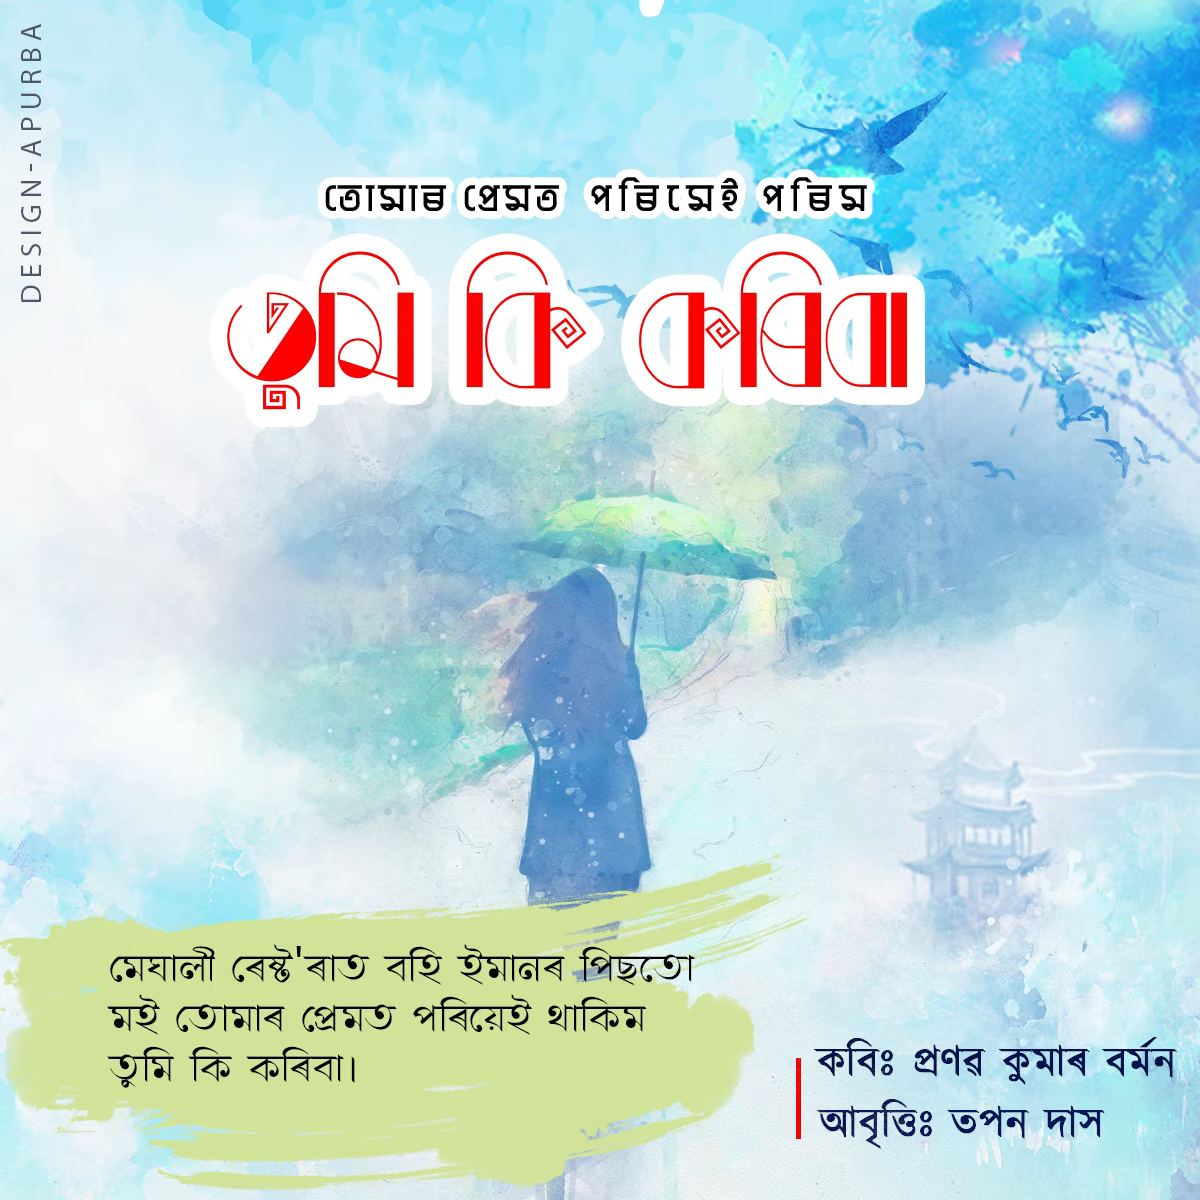 DESIGN-APURBA
তোমাৰ প্ৰেমত পৰিমেই পৰিম
তুমি কি কৰিবা
মেঘালী ৰেষ্ট'ৰাত বহি ইমানৰ পিছতো
মই তোমাৰ প্ৰেমত পৰিয়েই থাকিম
তুমি কি কৰিবা।
কবিঃ প্ৰণৱ কুমাৰ বৰ্মন
আবৃত্তিঃ তপন দাস